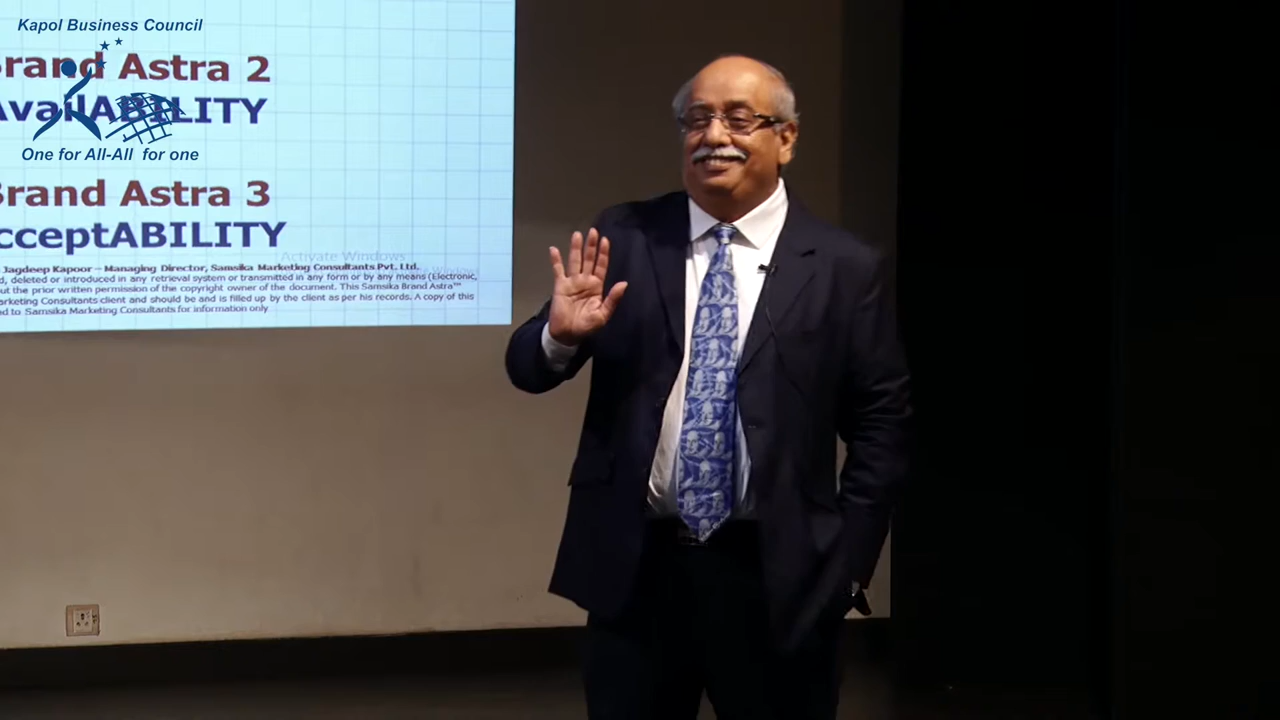 Kapol Business Council
rand Astra 2
AvailABILITY
One for All-All for one
Brand Astra 3
cceptABILITY
Activate Windows
Jagdeep Kapoor – Managing Director, Samsika Marketing Consultants Pvt. Ltd.
d, deleted or introduced in any retrieval system or transmitted in any form or by any means (Electronic,
ut the prior written permission of the copyright owner of the document. This Samsika Brand Astra™
arketing Consultants client and should be and is filled up by the client as per his records. A copy of this
ed to Samsika Marketing Consultants for information only